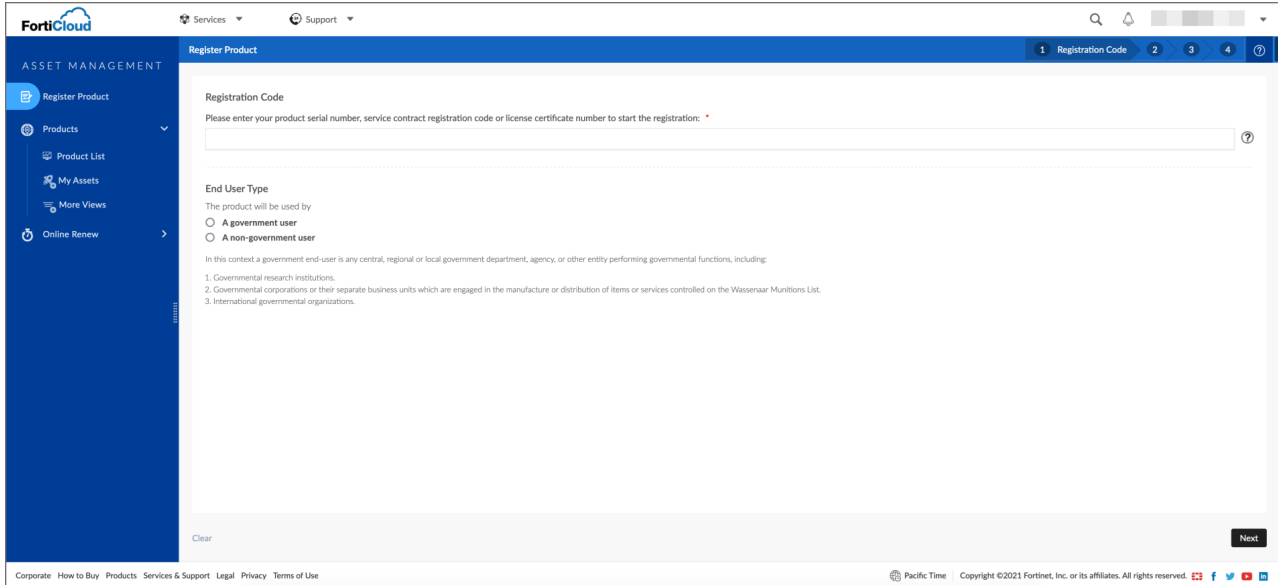 FortiCloud
Services
Support
ASSET MANAGEMENT
Register Product
Products
Product List
My Assets
More Views
Online Renew
Register Product
1 Registration Code 2 3 4
Registration Code
Please enter your product serial number, service contract registration code or license certificate number to start the registration: *
End User Type
The product will be used by
A government user
A non-government user
In this context a government end-user is any central, regional or local government department, agency, or other entity performing governmental functions, including:
1. Governmental research institutions.
2. Governmental corporations or their separate business units which are engaged in the manufacture or distribution of items or services controlled on the Wassenaar Munitions List.
3. International governmental organizations.
Clear
Next
Corporate How to Buy Products Services & Support Legal Privacy Terms of Use
Pacific Time Copyright ©2021 Fortinet, Inc. or its affiliates. All rights reserved.